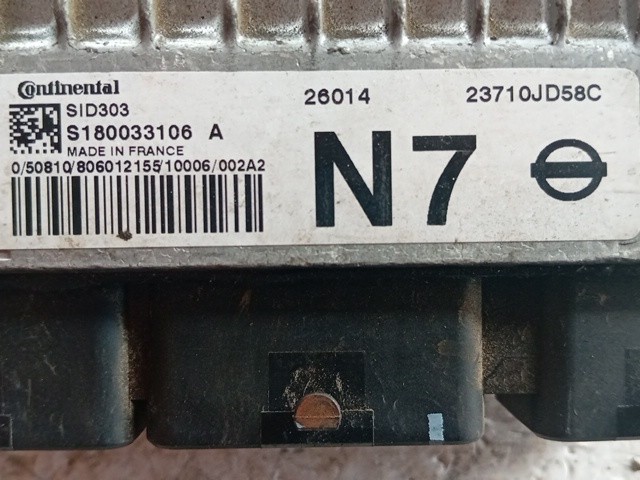 Continental
26014
23710JD58C
SID303
S180033106 A
MADE IN FRANCE
0/50810/806012155/10006/002A2
N7